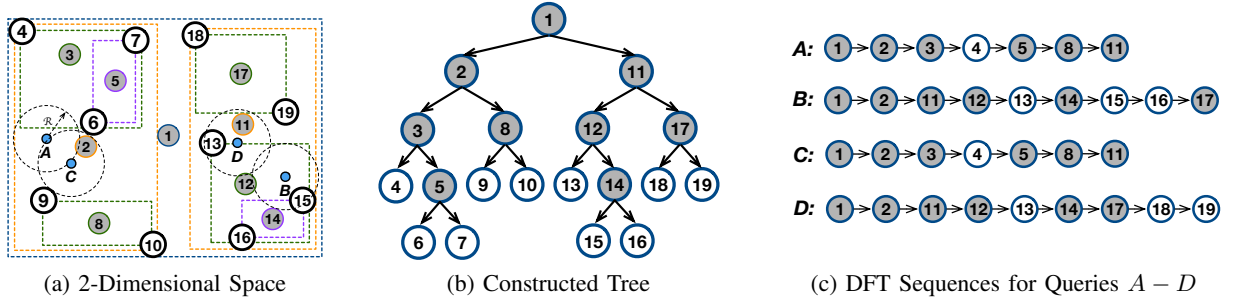 4 7 18
3 5 17
6 19
R 1 11
A 2 13 D
C 12 B
9 15
8 14
10 16
(a) 2-Dimensional Space
1
2 11
3 8 12 17
4 5 9 10 13 14 18 19
6 7 15 16
(b) Constructed Tree
A: 1 2 3 4 5 8 11
B: 1 2 11 12 13 14 15 16 17
C: 1 2 3 4 5 8 11
D: 1 2 11 12 13 14 17 18 19
(c) DFT Sequences for Queries A − D